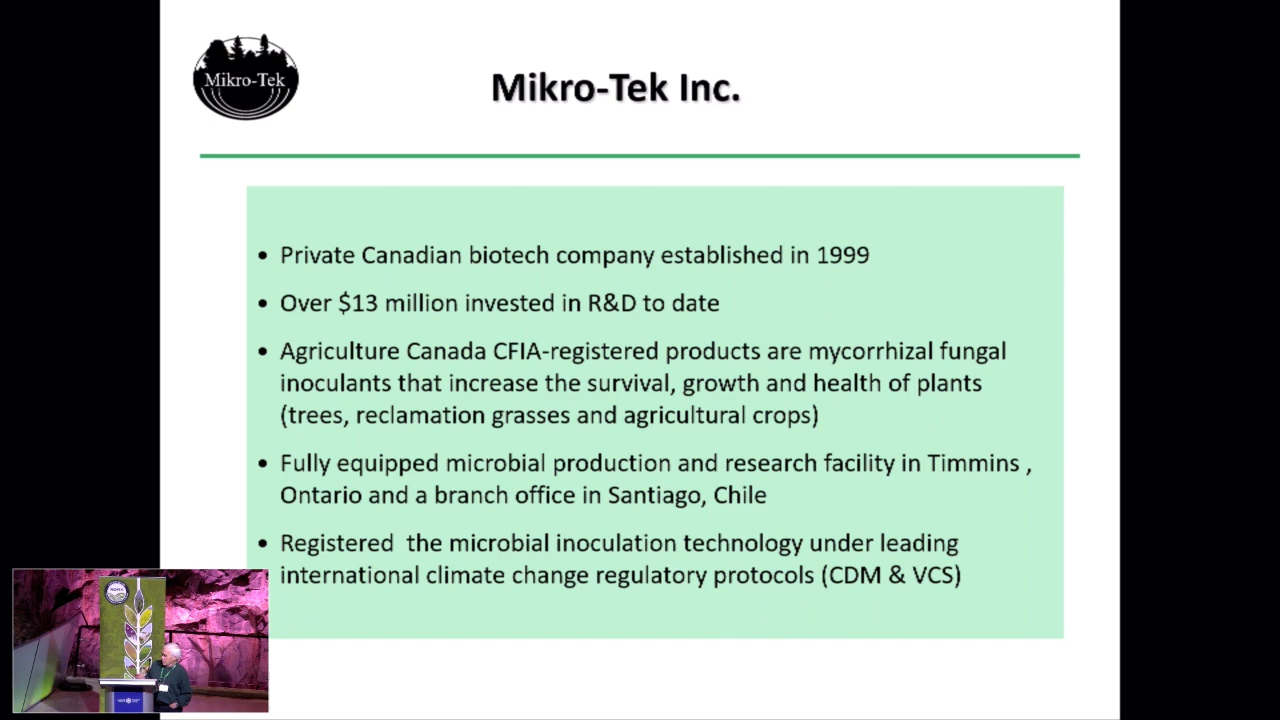 Mikro-Tek
Mikro-Tek Inc.
• Private Canadian biotech company established in 1999
• Over $13 million invested in R&D to date
• Agriculture Canada CFIA-registered products are mycorrhizal fungal
inoculants that increase the survival, growth and health of plants
(trees, reclamation grasses and agricultural crops)
• Fully equipped microbial production and research facility in Timmins ,
Ontario and a branch office in Santiago, Chile
• Registered  the microbial inoculation technology under leading
international climate change regulatory protocols (CDM & VCS)